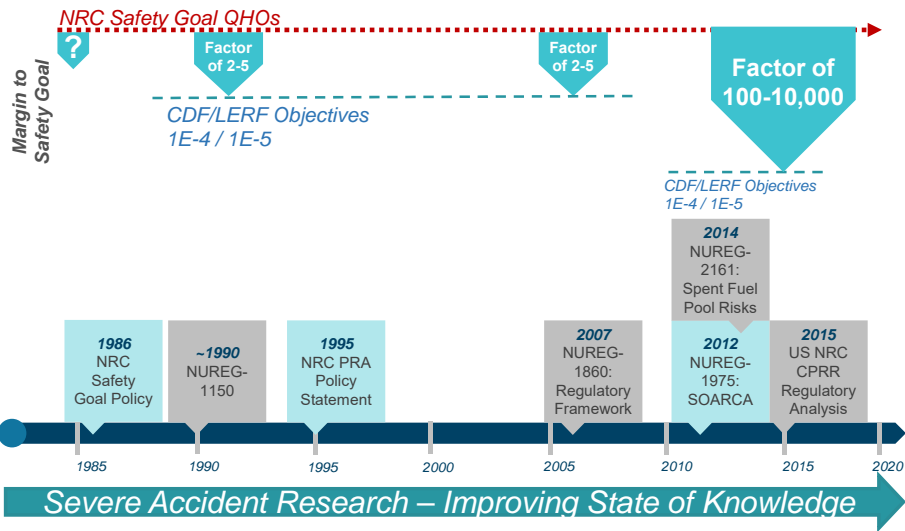 NRC Safety Goal QHOs
?
Factor
of 2-5
Factor
of 2-5
Factor of
100-10,000
Margin to
Safety Goal
CDF/LERF Objectives
1E-4 / 1E-5
CDF/LERF Objectives
1E-4 / 1E-5
1986
NRC
Safety
Goal Policy
~1990
NUREG-
1150
1995
NRC PRA
Policy
Statement
2007
NUREG-
1860:
Regulatory
Framework
2014
NUREG-
2161:
Spent Fuel
Pool Risks
2012
NUREG-
1975:
SOARCA
2015
US NRC
CPRR
Regulatory
Analysis
1985
1990
1995
2000
2005
2010
2015
2020
Severe Accident Research – Improving State of Knowledge